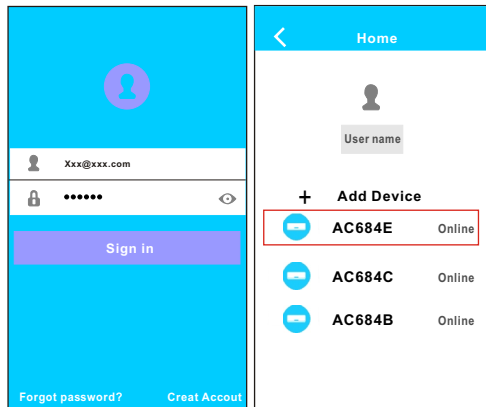 Xxx@xxx.com
••••••
Sign in
Forgot password? Creat Accout
Home
User name
+ Add Device
AC684E Online
AC684C Online
AC684B Online